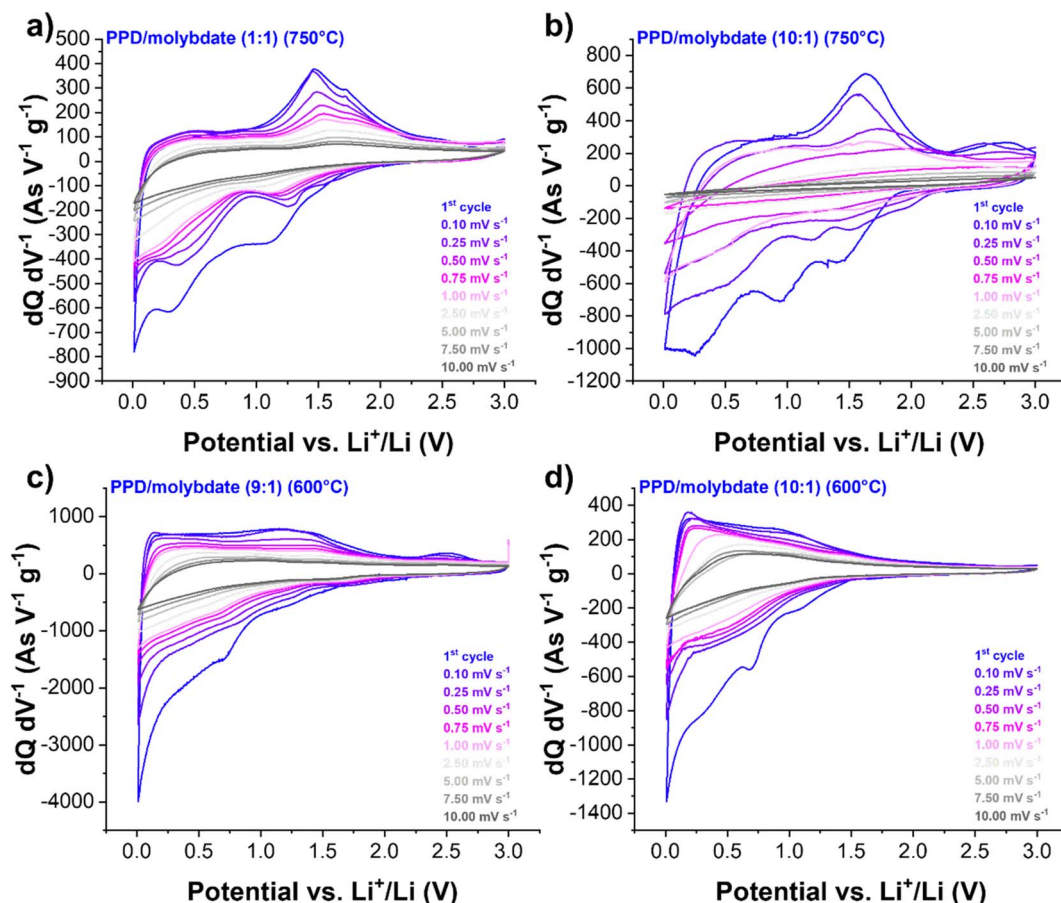 a)
PPD/molybdate (1:1) (750°C)
500
400
300
200
100
0
-100
-200
-300
-400
-500
-600
-700
-800
-900
dQ dV⁻¹ (As V⁻¹ g⁻¹)
1ˢᵗ cycle
0.10 mV s⁻¹
0.25 mV s⁻¹
0.50 mV s⁻¹
0.75 mV s⁻¹
1.00 mV s⁻¹
2.50 mV s⁻¹
5.00 mV s⁻¹
7.50 mV s⁻¹
10.00 mV s⁻¹
0.0 0.5 1.0 1.5 2.0 2.5 3.0
Potential vs. Li⁺/Li (V)
b)
PPD/molybdate (10:1) (750°C)
1000
800
600
400
200
0
-200
-400
-600
-800
-1000
-1200
dQ dV⁻¹ (As V⁻¹ g⁻¹)
1ˢᵗ cycle
0.10 mV s⁻¹
0.25 mV s⁻¹
0.50 mV s⁻¹
0.75 mV s⁻¹
1.00 mV s⁻¹
2.50 mV s⁻¹
5.00 mV s⁻¹
7.50 mV s⁻¹
10.00 mV s⁻¹
0.0 0.5 1.0 1.5 2.0 2.5 3.0
Potential vs. Li⁺/Li (V)
c)
PPD/molybdate (9:1) (600°C)
1000
0
-1000
-2000
-3000
-4000
dQ dV⁻¹ (As V⁻¹ g⁻¹)
1ˢᵗ cycle
0.10 mV s⁻¹
0.25 mV s⁻¹
0.50 mV s⁻¹
0.75 mV s⁻¹
1.00 mV s⁻¹
2.50 mV s⁻¹
5.00 mV s⁻¹
7.50 mV s⁻¹
10.00 mV s⁻¹
0.0 0.5 1.0 1.5 2.0 2.5 3.0
Potential vs. Li⁺/Li (V)
d)
PPD/molybdate (10:1) (600°C)
400
200
0
-200
-400
-600
-800
-1000
-1200
-1400
dQ dV⁻¹ (As V⁻¹ g⁻¹)
1ˢᵗ cycle
0.10 mV s⁻¹
0.25 mV s⁻¹
0.50 mV s⁻¹
0.75 mV s⁻¹
1.00 mV s⁻¹
2.50 mV s⁻¹
5.00 mV s⁻¹
7.50 mV s⁻¹
10.00 mV s⁻¹
0.0 0.5 1.0 1.5 2.0 2.5 3.0
Potential vs. Li⁺/Li (V)